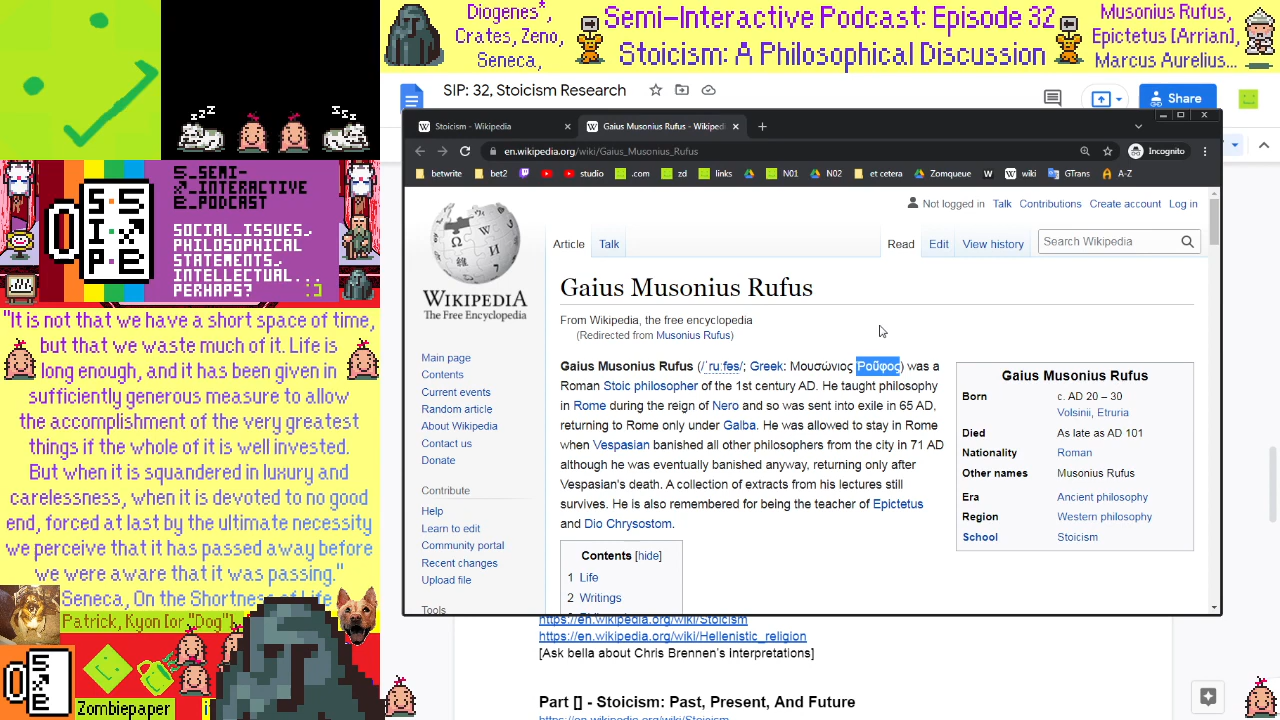 Diogenes*,
Crates, Zeno,
Seneca,
Semi-Interactive Podcast: Episode 32
Stoicism: A Philosophical Discussion
Musonius Rufus,
Epictetus [Arrian],
Marcus Aurelius...
zzZ
zzZ
S_SEMI-
_INTERACTIVE
_PODCAST
SOCIAL_ISSUES,
PHILOSOPHICAL
STATEMENTS,
INTELLECTUAL...
PERHAPS? :J
"It is not that we have a short space of time,
but that we waste much of it. Life is
long enough, and it has been given in
sufficiently generous measure to allow
the accomplishment of the very greatest
things if the whole of it is well invested.
But when it is squandered in luxury and
carelessness, when it is devoted to no good
end, forced at last by the ultimate necessity
we perceive that it has passed away before
we were aware that it was passing."
Seneca, On the Shortness of Life
Patrick, Kyon [or "Dog"]
Zombiepaper
SIP: 32, Stoicism Research
Share
Stoicism - Wikipedia
Gaius Musonius Rufus - Wikiped
en.wikipedia.org/wiki/Gaius_Musonius_Rufus
Incognito
betwrite bet2 studio .com zd links N01 N02 et cetera Zomqueue wiki GTrans A-Z
WIKIPEDIA
The Free Encyclopedia
Not logged in Talk Contributions Create account Log in
Article Talk Read Edit View history Search Wikipedia
Gaius Musonius Rufus
From Wikipedia, the free encyclopedia
(Redirected from Musonius Rufus)
Main page
Contents
Current events
Random article
About Wikipedia
Contact us
Donate
Contribute
Help
Learn to edit
Community portal
Recent changes
Upload file
Tools
Gaius Musonius Rufus (/ˈruːfəs/; Greek: Μουσώνιος Ῥοῦφος) was a
Roman Stoic philosopher of the 1st century AD. He taught philosophy
in Rome during the reign of Nero and so was sent into exile in 65 AD,
returning to Rome only under Galba. He was allowed to stay in Rome
when Vespasian banished all other philosophers from the city in 71 AD
although he was eventually banished anyway, returning only after
Vespasian's death. A collection of extracts from his lectures still
survives. He is also remembered for being the teacher of Epictetus
and Dio Chrysostom.
Contents [hide]
1 Life
2 Writings
Gaius Musonius Rufus
Born c. AD 20 – 30
Volsinii, Etruria
Died As late as AD 101
Nationality Roman
Other names Musonius Rufus
Era Ancient philosophy
Region Western philosophy
School Stoicism
https://en.wikipedia.org/wiki/Stoicism
https://en.wikipedia.org/wiki/Hellenistic_religion
[Ask bella about Chris Brennen's Interpretations]
Part [] - Stoicism: Past, Present, And Future
https://en.wikipedia.org/wiki/Stoicism